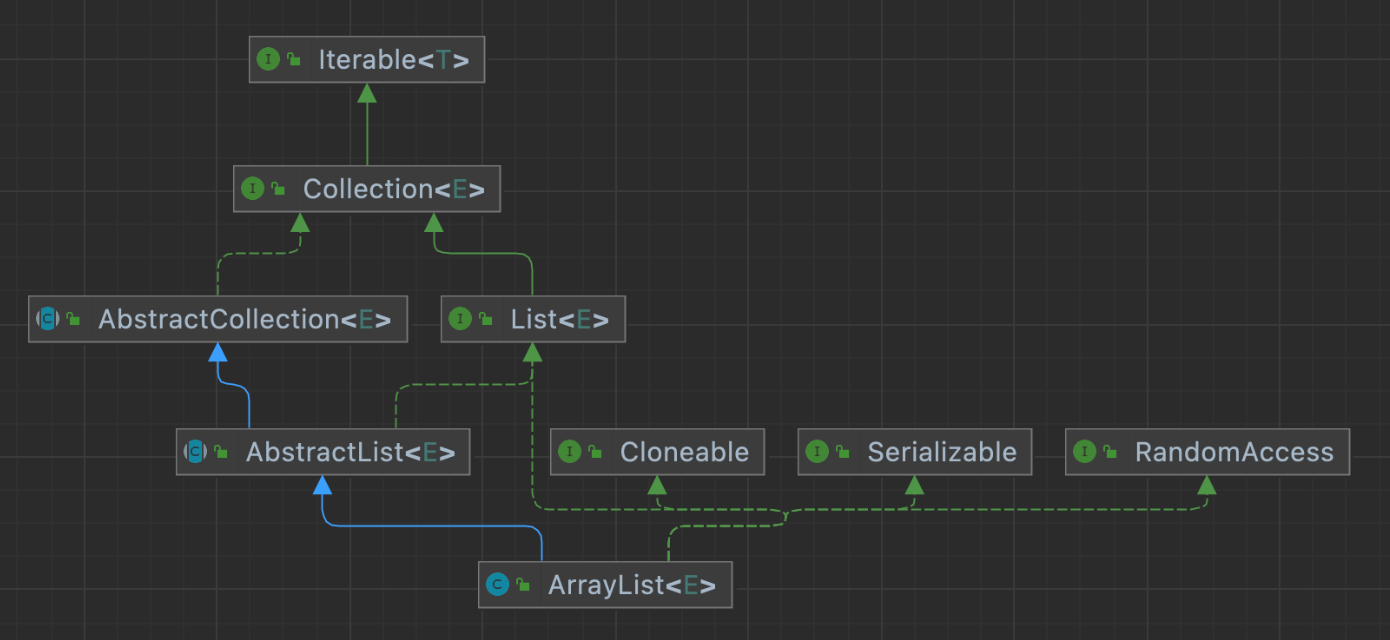 I Iterable<T>
I Collection<E>
C AbstractCollection<E>
I List<E>
C AbstractList<E>
I Cloneable
I Serializable
I RandomAccess
C ArrayList<E>